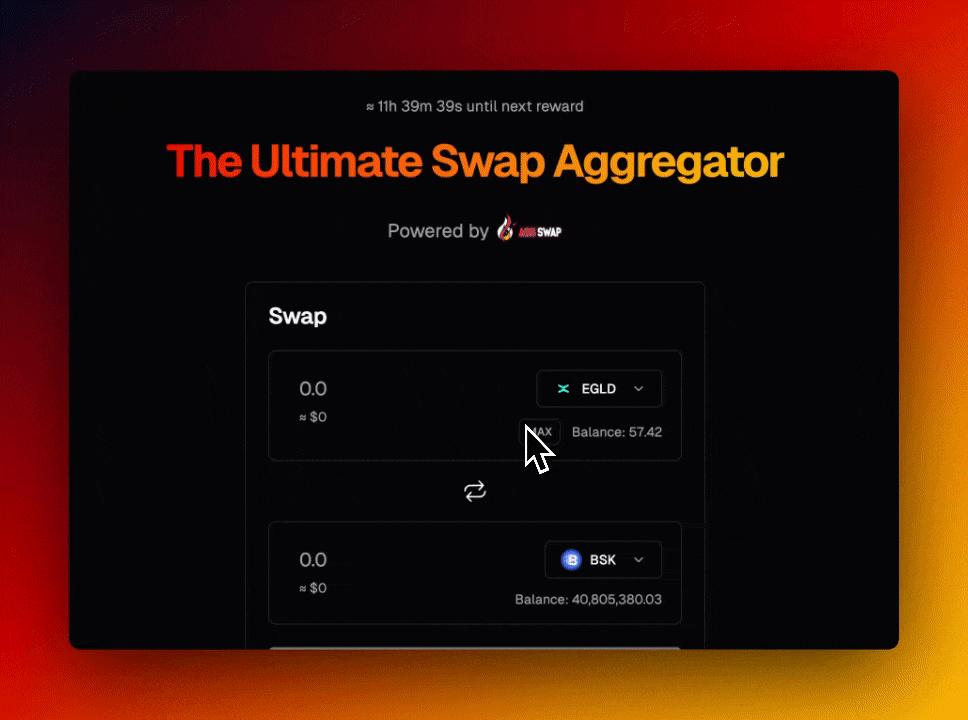 ≈ 11h 39m 39s until next reward
The Ultimate Swap Aggregator
Powered by SWAP
Swap
0.0
EGLD
≈ $0
Balance: 57.42
0.0
BSK
≈ $0
Balance: 40,805,380.03